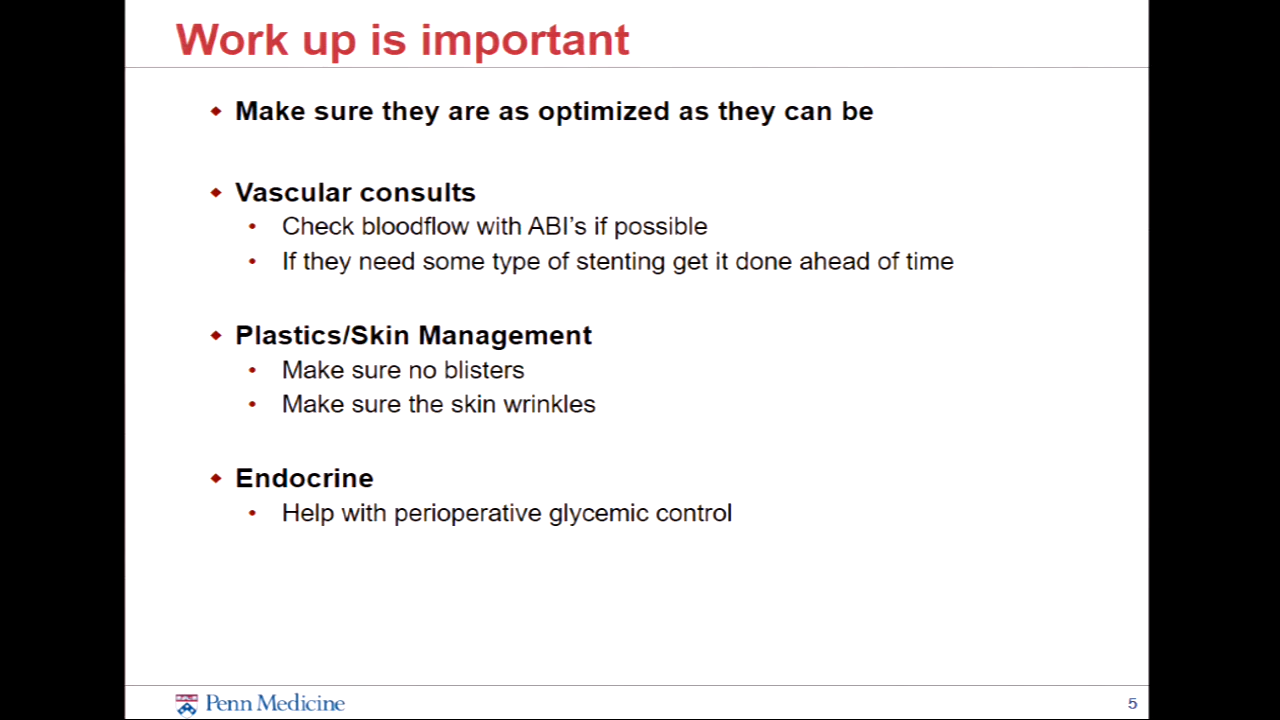 Work up is important
Make sure they are as optimized as they can be
Vascular consults
Check bloodflow with ABI's if possible
If they need some type of stenting get it done ahead of time
Plastics/Skin Management
Make sure no blisters
Make sure the skin wrinkles
Endocrine
Help with perioperative glycemic control
Penn Medicine
5